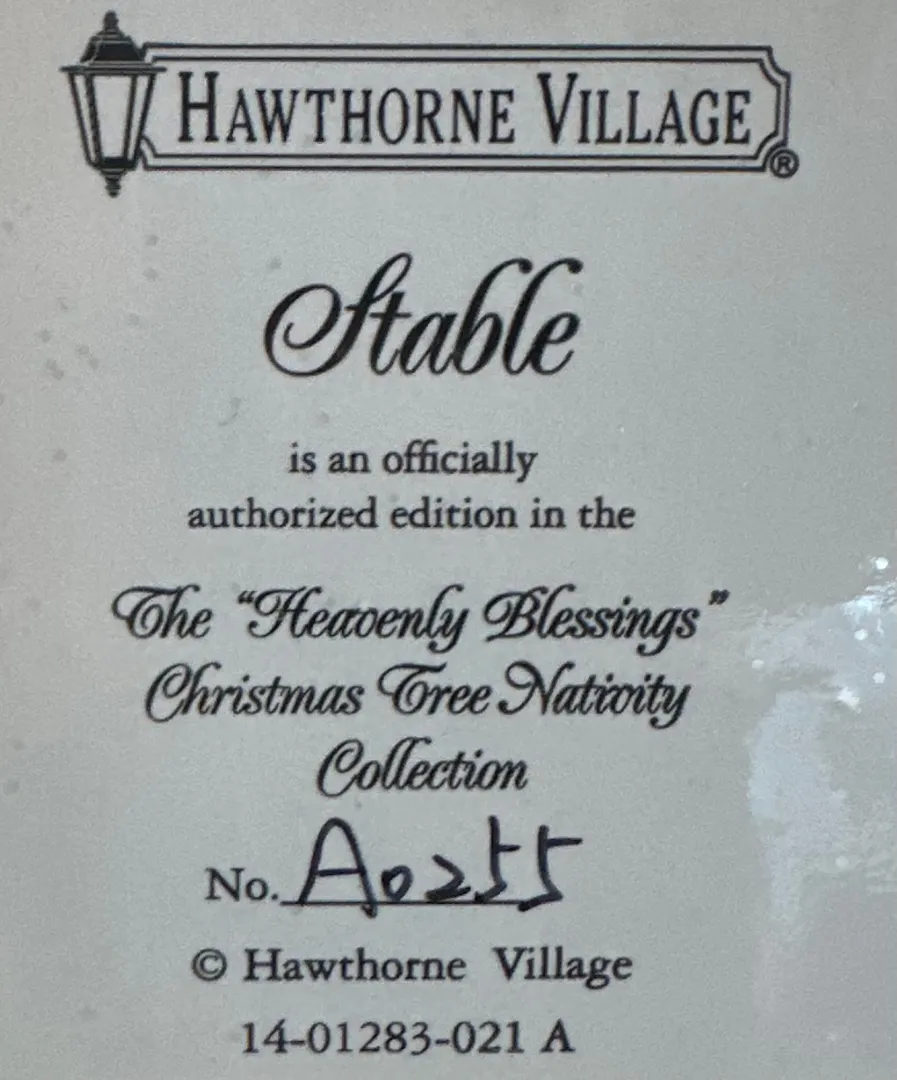 HAWTHORNE VILLAGE®
Stable
is an officially
authorized edition in the
The “Heavenly Blessings”
Christmas Tree Nativity
Collection
No. A0255
© Hawthorne Village
14-01283-021 A